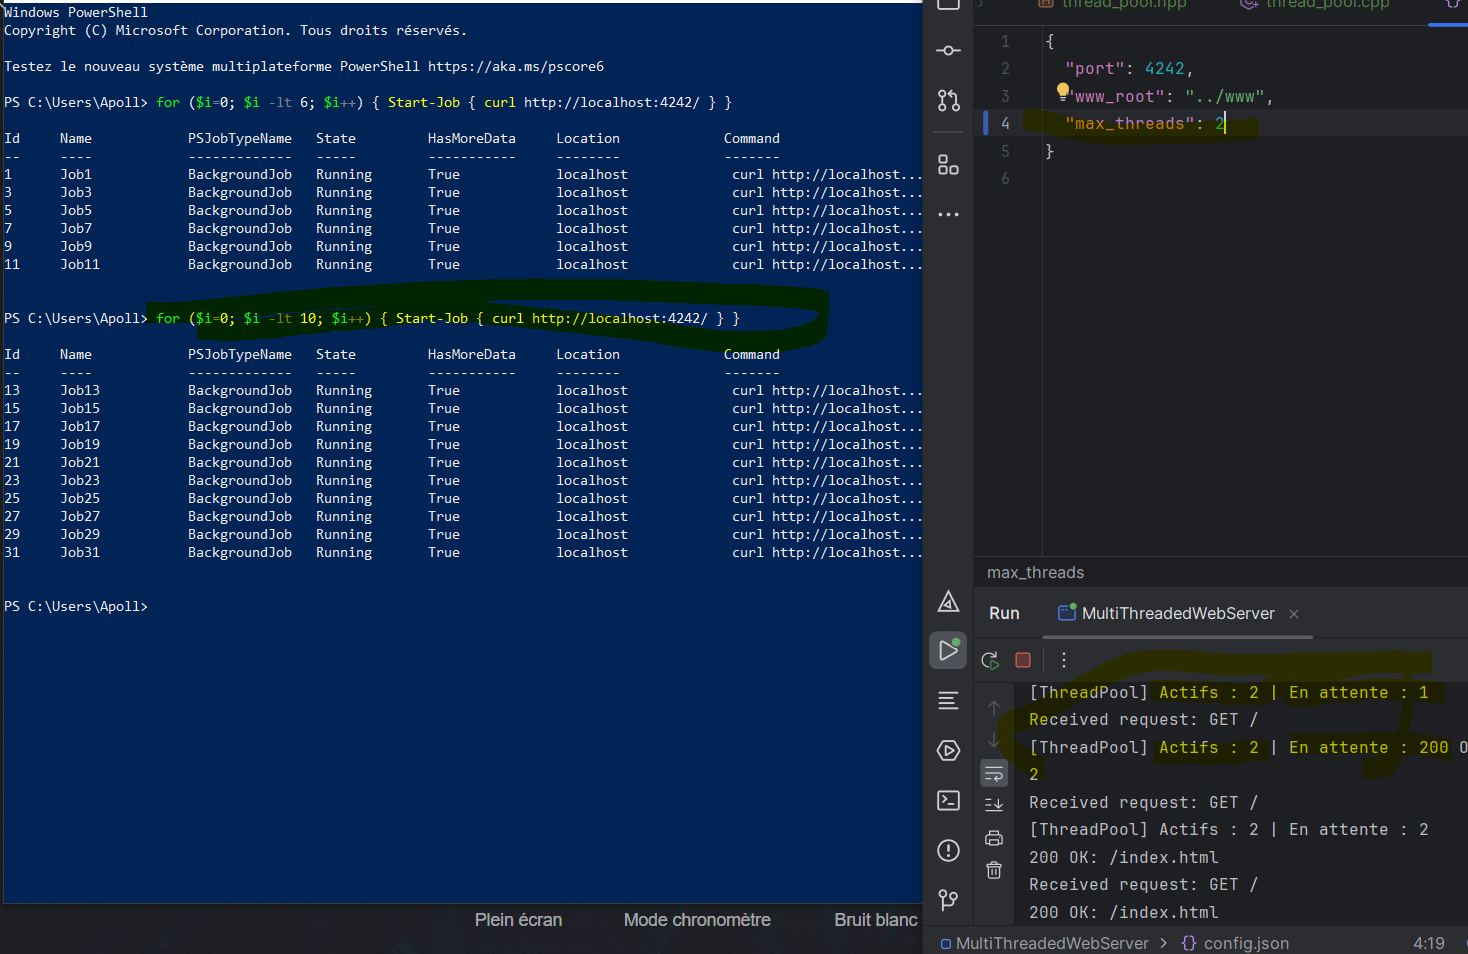 Windows PowerShell
Copyright (C) Microsoft Corporation. Tous droits réservés.
Testez le nouveau système multiplateforme PowerShell https://aka.ms/pscore6
PS C:\Users\Apoll> for ($i=0; $i -lt 6; $i++) { Start-Job { curl http://localhost:4242/ } }
Id Name PSJobTypeName State HasMoreData Location Command
-- ---- ------------- ----- ----------- -------- -------
1 Job1 BackgroundJob Running True localhost curl http://localhost...
3 Job3 BackgroundJob Running True localhost curl http://localhost...
5 Job5 BackgroundJob Running True localhost curl http://localhost...
7 Job7 BackgroundJob Running True localhost curl http://localhost...
9 Job9 BackgroundJob Running True localhost curl http://localhost...
11 Job11 BackgroundJob Running True localhost curl http://localhost...
PS C:\Users\Apoll> for ($i=0; $i -lt 10; $i++) { Start-Job { curl http://localhost:4242/ } }
Id Name PSJobTypeName State HasMoreData Location Command
-- ---- ------------- ----- ----------- -------- -------
13 Job13 BackgroundJob Running True localhost curl http://localhost...
15 Job15 BackgroundJob Running True localhost curl http://localhost...
17 Job17 BackgroundJob Running True localhost curl http://localhost...
19 Job19 BackgroundJob Running True localhost curl http://localhost...
21 Job21 BackgroundJob Running True localhost curl http://localhost...
23 Job23 BackgroundJob Running True localhost curl http://localhost...
25 Job25 BackgroundJob Running True localhost curl http://localhost...
27 Job27 BackgroundJob Running True localhost curl http://localhost...
29 Job29 BackgroundJob Running True localhost curl http://localhost...
31 Job31 BackgroundJob Running True localhost curl http://localhost...
PS C:\Users\Apoll>
Plein écran Mode chronomètre Bruit blanc
thread_pool.hpp thread_pool.cpp
1 {
2 "port": 4242,
3 "www_root": "../www",
4 "max_threads": 2
5 }
6
max_threads
Run MultiThreadedWebServer
[ThreadPool] Actifs : 2 | En attente : 1
Received request: GET /
[ThreadPool] Actifs : 2 | En attente : 200 O
2
Received request: GET /
[ThreadPool] Actifs : 2 | En attente : 2
200 OK: /index.html
Received request: GET /
200 OK: /index.html
MultiThreadedWebServer > {} config.json 4:19